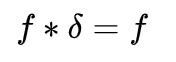 f ∗ δ = f